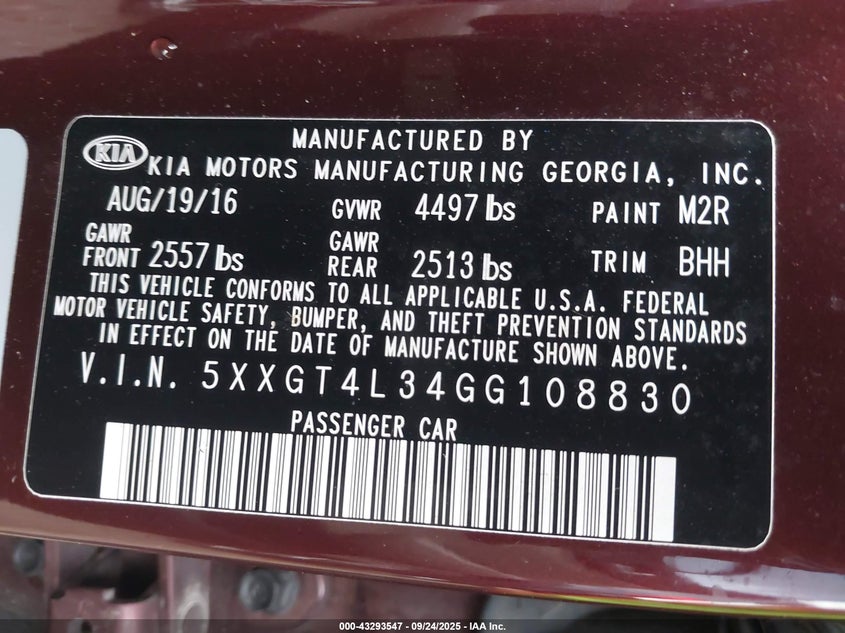 MANUFACTURED BY
KIA KIA MOTORS MANUFACTURING GEORGIA, INC.
AUG/19/16 GVWR 4497 lbs PAINT M2R
GAWR FRONT 2557 lbs GAWR REAR 2513 lbs TRIM BHH
THIS VEHICLE CONFORMS TO ALL APPLICABLE U.S.A. FEDERAL
MOTOR VEHICLE SAFETY, BUMPER, AND THEFT PREVENTION STANDARDS
IN EFFECT ON THE DATE OF MANUFACTURE SHOWN ABOVE.
V.I.N. 5XXGT4L34GG108830
PASSENGER CAR
000-43293547 - 09/24/2025 - IAA Inc.